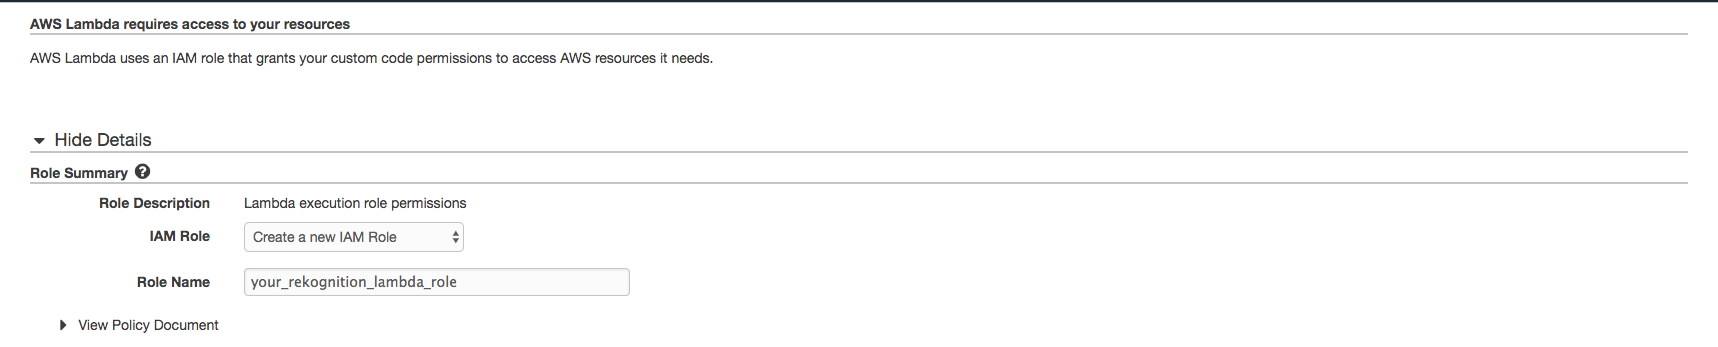 AWS Lambda requires access to your resources
AWS Lambda uses an IAM role that grants your custom code permissions to access AWS resources it needs.
Hide Details
Role Summary ?
Role Description Lambda execution role permissions
IAM Role Create a new IAM Role
Role Name your_rekognition_lambda_role
View Policy Document